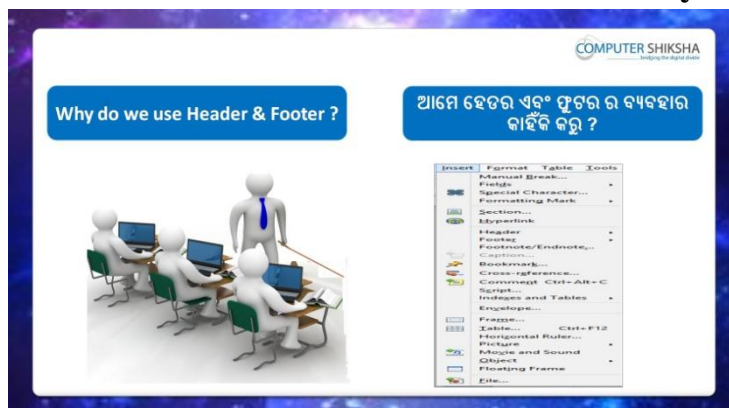 COMPUTER SHIKSHA
bridging the digital divide
Why do we use Header & Footer ?
ଆମେ ହେଡର ଏବଂ ଫୁଟର ର ବ୍ୟବହାର
କାହିଁକି କରୁ ?
Insert Format Table Tools
Manual Break...
Fields
Special Character...
Formatting Mark
Section...
Hyperlink
Header
Footer
Footnote/Endnote...
Caption...
Bookmark...
Cross-reference...
Comment Ctrl+Alt+C
Script...
Indexes and Tables
Envelope...
Frame...
Table... Ctrl+F12
Horizontal Ruler...
Picture
Movie and Sound
Object
Floating Frame
File...